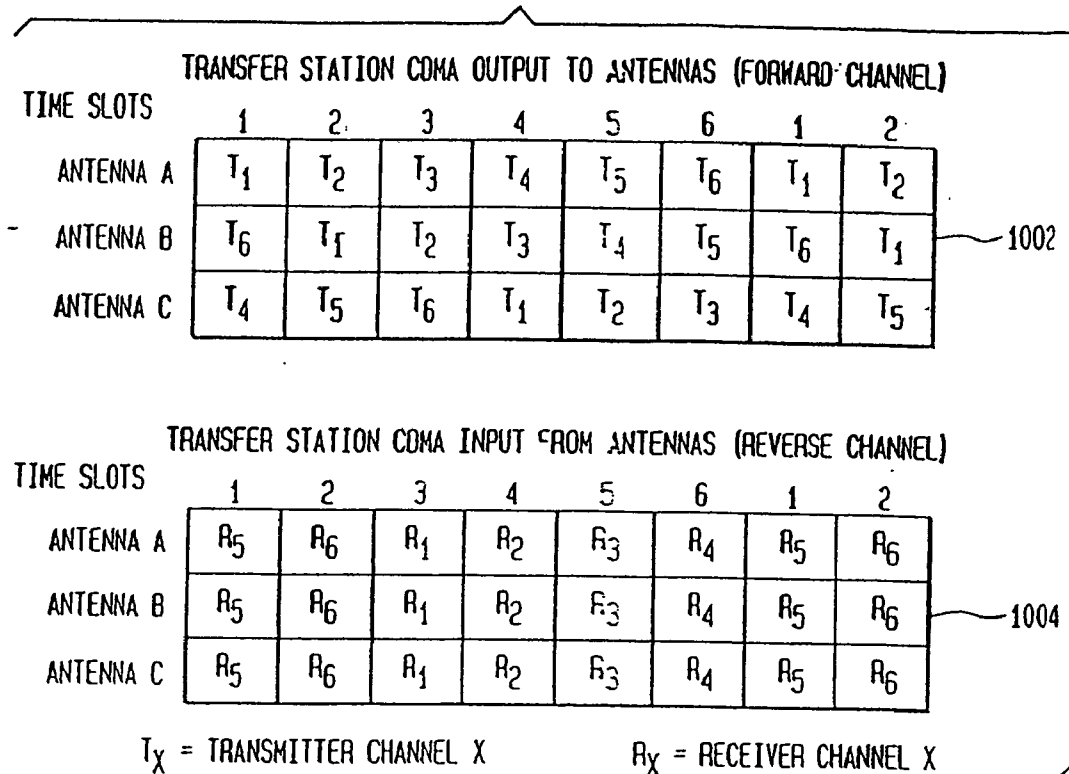 TRANSFER STATION CDMA OUTPUT TO ANTENNAS (FORWARD CHANNEL)
TIME SLOTS
1 2 3 4 5 6 1 2
ANTENNA A T1 T2 T3 T4 T5 T6 T1 T2
ANTENNA B T6 T1 T2 T3 T4 T5 T6 T1
1002
ANTENNA C T4 T5 T6 T1 T2 T3 T4 T5
TRANSFER STATION CDMA INPUT FROM ANTENNAS (REVERSE CHANNEL)
TIME SLOTS
1 2 3 4 5 6 1 2
ANTENNA A R5 R6 R1 R2 R3 R4 R5 R6
ANTENNA B R5 R6 R1 R2 R3 R4 R5 R6
1004
ANTENNA C R5 R6 R1 R2 R3 R4 R5 R6
TX = TRANSMITTER CHANNEL X RX = RECEIVER CHANNEL X